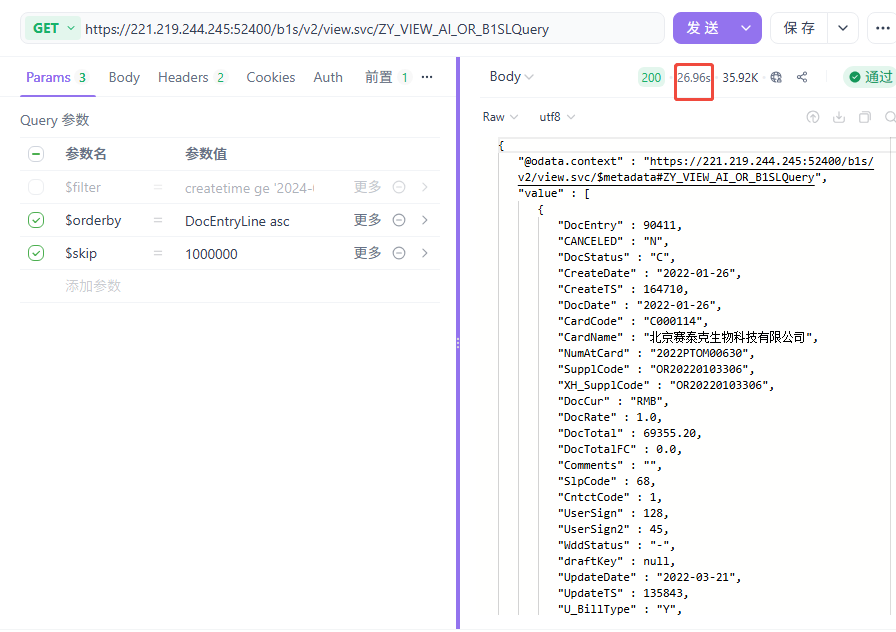 GET https://221.219.244.245:52400/b1s/v2/view.svc/ZY_VIEW_AI_OR_B1SLQuery 发 送 保 存
Params 3 Body Headers 2 Cookies Auth 前置 1
Query 参数
参数名 参数值
$filter = createtime ge '2024-0 更多
$orderby = DocEntryLine asc 更多
$skip = 1000000 更多
添加参数
Body 200 26.96s 35.92K 通过
Raw utf8
{
"@odata.context" : "https://221.219.244.245:52400/b1s/
v2/view.svc/$metadata#ZY_VIEW_AI_OR_B1SLQuery",
"value" : [
{
"DocEntry" : 90411,
"CANCELED" : "N",
"DocStatus" : "C",
"CreateDate" : "2022-01-26",
"CreateTS" : 164710,
"DocDate" : "2022-01-26",
"CardCode" : "C000114",
"CardName" : "北京赛泰克生物科技有限公司",
"NumAtCard" : "2022PTOM00630",
"SupplCode" : "OR20220103306",
"XH_SupplCode" : "OR20220103306",
"DocCur" : "RMB",
"DocRate" : 1.0,
"DocTotal" : 69355.20,
"DocTotalFC" : 0.0,
"Comments" : "",
"SlpCode" : 68,
"CntctCode" : 1,
"UserSign" : 128,
"UserSign2" : 45,
"WddStatus" : "-",
"draftKey" : null,
"UpdateDate" : "2022-03-21",
"UpdateTS" : 135843,
"U_BillType" : "Y",